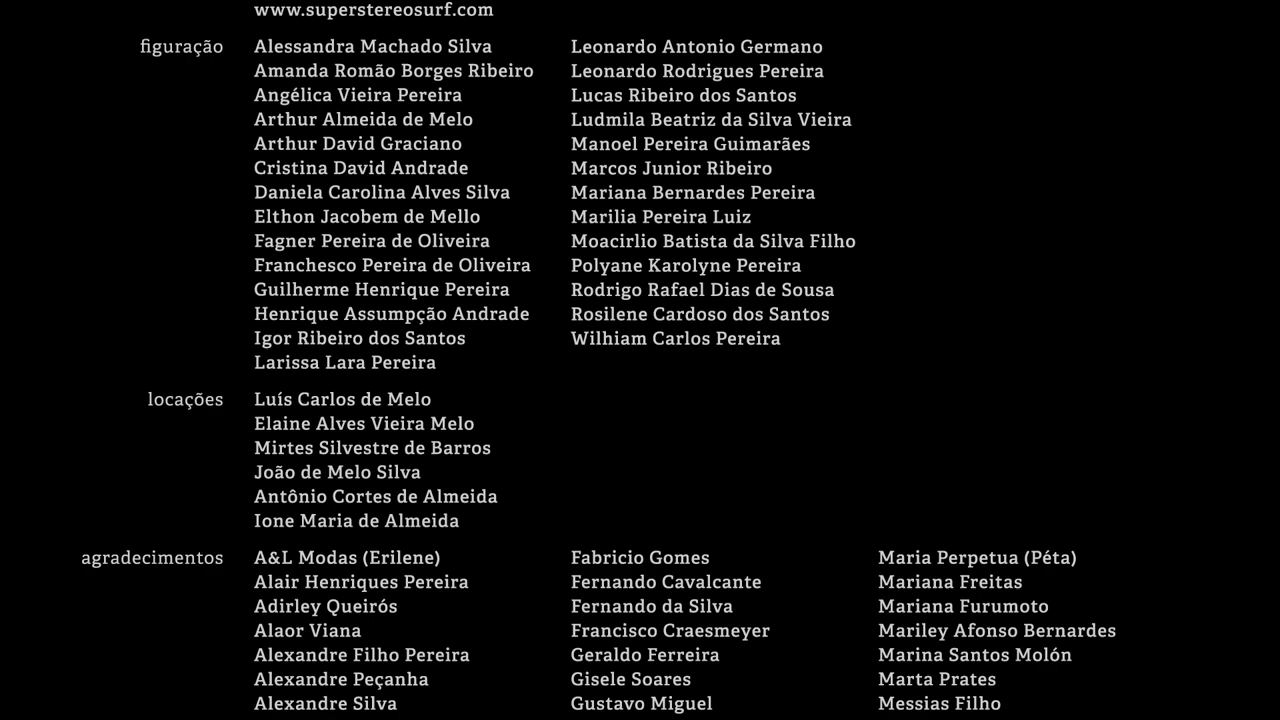 www.superstereosurf.com
figuração
Alessandra Machado Silva
Amanda Romão Borges Ribeiro
Angélica Vieira Pereira
Arthur Almeida de Melo
Arthur David Graciano
Cristina David Andrade
Daniela Carolina Alves Silva
Elthon Jacobem de Mello
Fagner Pereira de Oliveira
Franchesco Pereira de Oliveira
Guilherme Henrique Pereira
Henrique Assumpção Andrade
Igor Ribeiro dos Santos
Larissa Lara Pereira
Leonardo Antonio Germano
Leonardo Rodrigues Pereira
Lucas Ribeiro dos Santos
Ludmila Beatriz da Silva Vieira
Manoel Pereira Guimarães
Marcos Junior Ribeiro
Mariana Bernardes Pereira
Marilia Pereira Luiz
Moacirlio Batista da Silva Filho
Polyane Karolyne Pereira
Rodrigo Rafael Dias de Sousa
Rosilene Cardoso dos Santos
Wilhiam Carlos Pereira
locações
Luís Carlos de Melo
Elaine Alves Vieira Melo
Mirtes Silvestre de Barros
João de Melo Silva
Antônio Cortes de Almeida
Ione Maria de Almeida
agradecimentos
A&L Modas (Erilene)
Alair Henriques Pereira
Adirley Queirós
Alaor Viana
Alexandre Filho Pereira
Alexandre Peçanha
Alexandre Silva
Fabricio Gomes
Fernando Cavalcante
Fernando da Silva
Francisco Craesmeyer
Geraldo Ferreira
Gisele Soares
Gustavo Miguel
Maria Perpetua (Péta)
Mariana Freitas
Mariana Furumoto
Mariley Afonso Bernardes
Marina Santos Molón
Marta Prates
Messias Filho